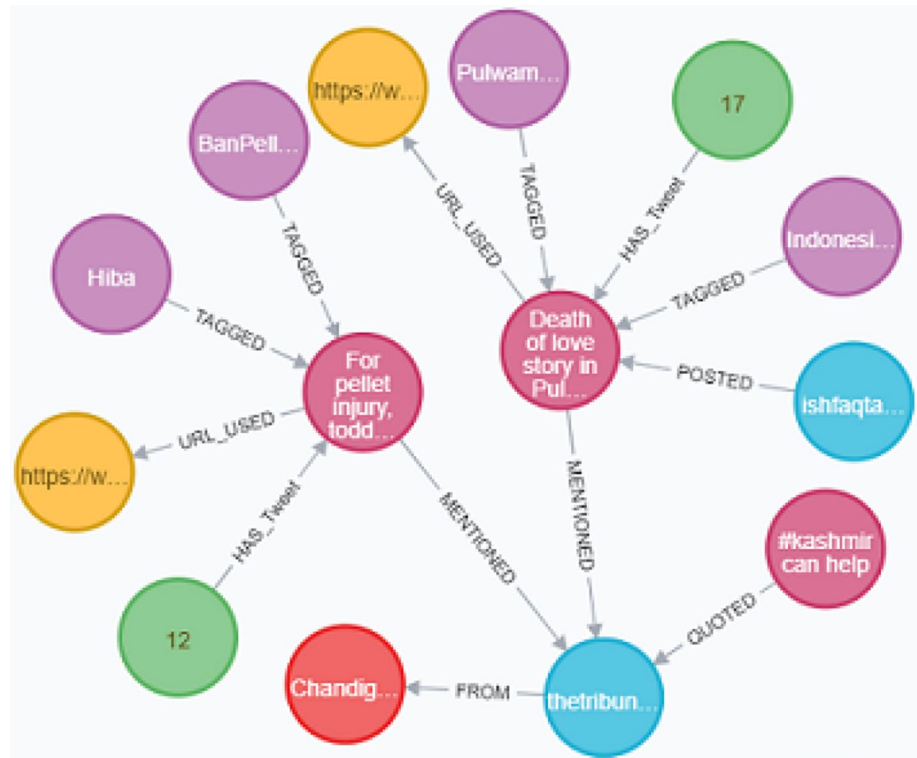 https://w...
Pulwam...
17
BanPell...
TAGGED
URL_USED
HAS_Tweet
Indonesi...
Hiba
TAGGED
TAGGED
TAGGED
Death
of love
story in
Pul...
For
pellet
injury,
todd...
POSTED
ishfaqta...
https://w...
URL_USED
MENTIONED
MENTIONED
#kashmir
can help
HAS_Tweet
QUOTED
12
Chandig...
FROM
thetribun...